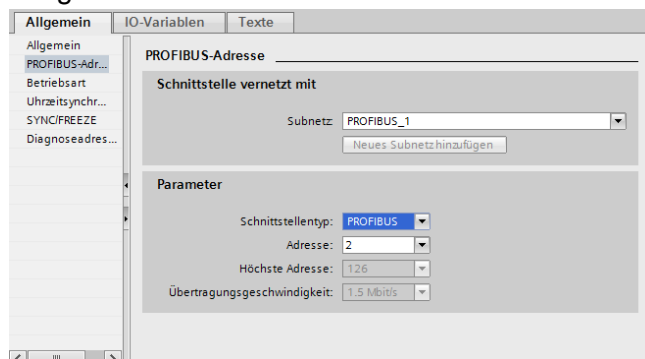 Allgemein IO-Variablen Texte
Allgemein
PROFIBUS-Adr...
Betriebsart
Uhrzeitsynchr...
SYNC/FREEZE
Diagnoseadres...
PROFIBUS-Adresse
Schnittstelle vernetzt mit
Subnetz: PROFIBUS_1
Neues Subnetz hinzufügen
Parameter
Schnittstellentyp: PROFIBUS
Adresse: 2
Höchste Adresse: 126
Übertragungsgeschwindigkeit: 1.5 Mbit/s